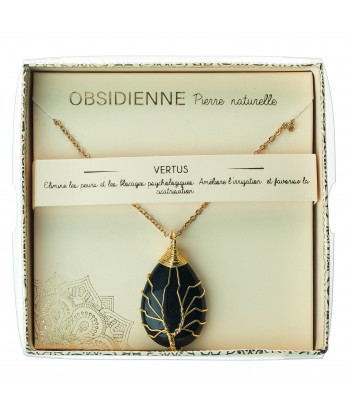 OBSIDIENNE Pierre naturelle
VERTUS
Elimine les peurs et les blocages psychologiques. Améliore l'irrigation et favorise la
cicatrisation